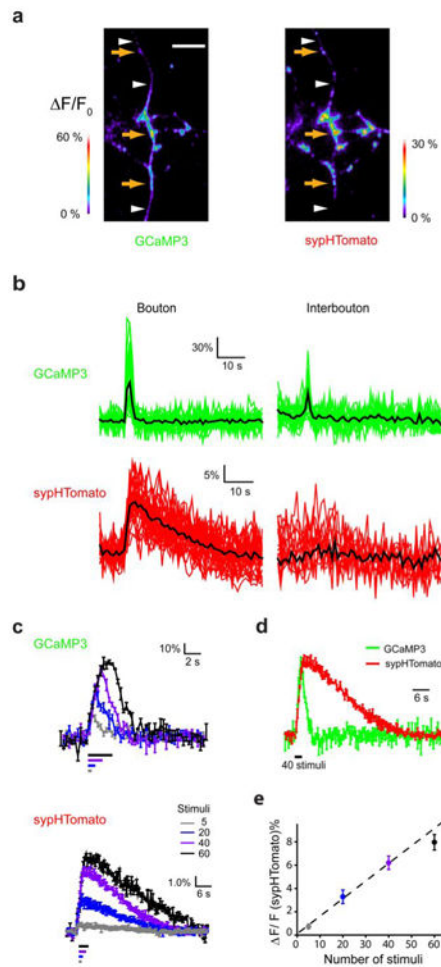 a
ΔF/F0
60 %
0 %
30 %
0 %
GCaMP3
sypHTomato
b
Bouton
Interbouton
GCaMP3
30%
10 s
sypHTomato
5%
10 s
c
GCaMP3
10%
2 s
d
GCaMP3
sypHTomato
6 s
40 stimuli
sypHTomato
Stimuli
5
20
40
60
1.0%
6 s
e
ΔF/ F (sypHTomato)%
8
6
4
2
0
0
20
40
60
Number of stimuli